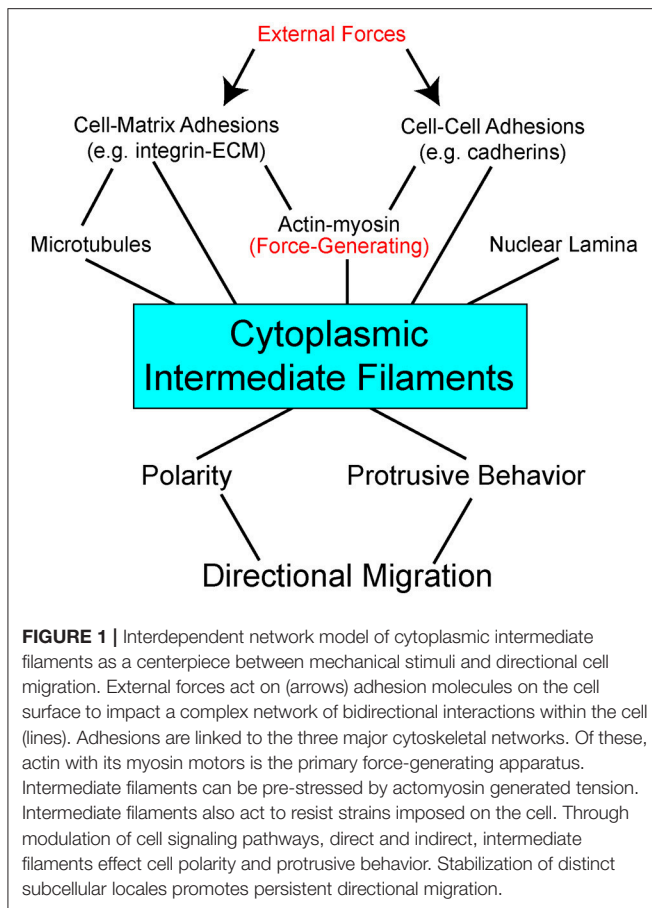 External Forces
Cell-Matrix Adhesions
(e.g. integrin-ECM)
Cell-Cell Adhesions
(e.g. cadherins)
Microtubules
Actin-myosin
(Force-Generating)
Nuclear Lamina
Cytoplasmic
Intermediate Filaments
Polarity
Protrusive Behavior
Directional Migration
FIGURE 1 | Interdependent network model of cytoplasmic intermediate
filaments as a centerpiece between mechanical stimuli and directional cell
migration. External forces act on (arrows) adhesion molecules on the cell
surface to impact a complex network of bidirectional interactions within the cell
(lines). Adhesions are linked to the three major cytoskeletal networks. Of these,
actin with its myosin motors is the primary force-generating apparatus.
Intermediate filaments can be pre-stressed by actomyosin generated tension.
Intermediate filaments also act to resist strains imposed on the cell. Through
modulation of cell signaling pathways, direct and indirect, intermediate
filaments effect cell polarity and protrusive behavior. Stabilization of distinct
subcellular locales promotes persistent directional migration.